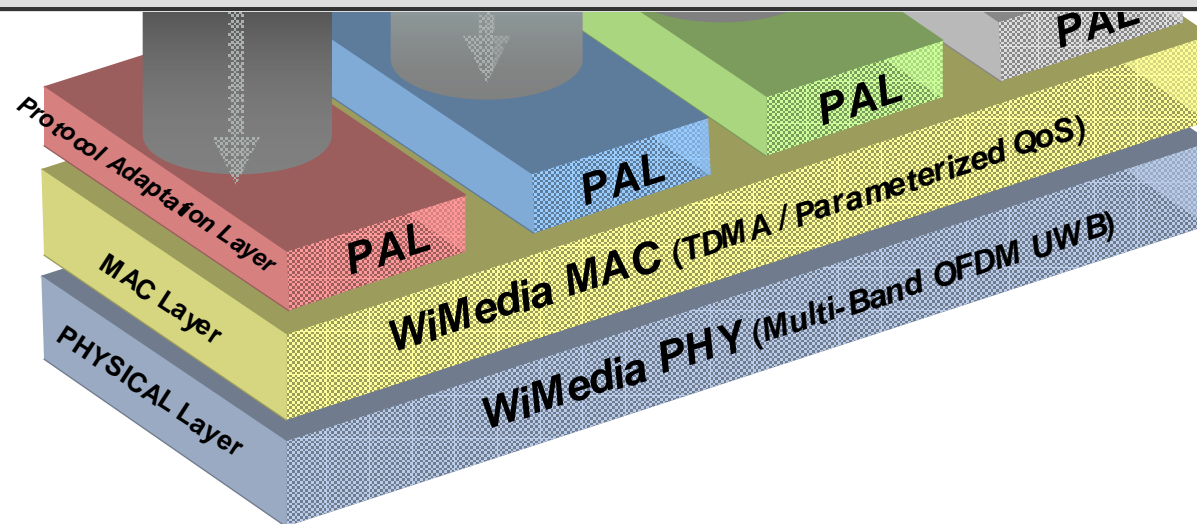 PAL
PAL
PAL
PAL
Protocol Adaptation Layer
MAC Layer
WiMedia MAC (TDMA / Parameterized QoS)
PHYSICAL Layer
WiMedia PHY (Multi-Band OFDM UWB)